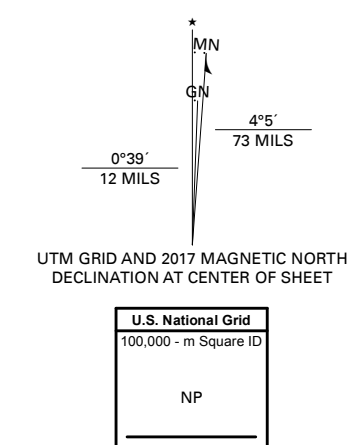 ★
MN
GN
4°5´
73 MILS
0°39´
12 MILS
UTM GRID AND 2017 MAGNETIC NORTH
DECLINATION AT CENTER OF SHEET
U.S. National Grid
100,000 - m Square ID
NP